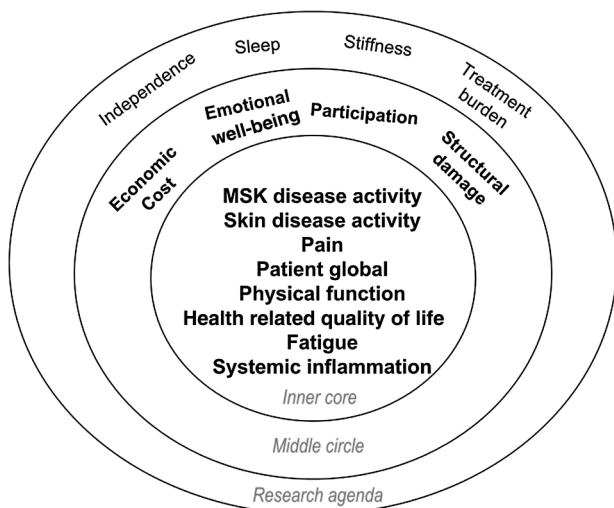 Independence
Sleep
Stiffness
Treatment
burden
Economic
Cost
Emotional
well-being
Participation
Structural
damage
MSK disease activity
Skin disease activity
Pain
Patient global
Physical function
Health related quality of life
Fatigue
Systemic inflammation
Inner core
Middle circle
Research agenda